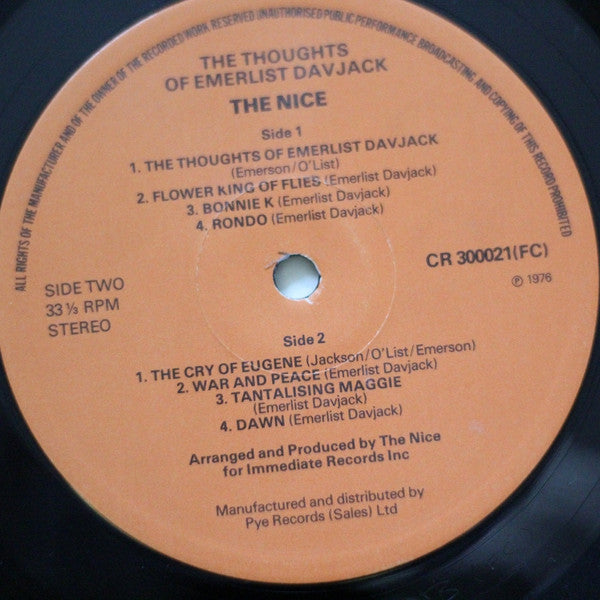 ALL RIGHTS OF THE MANUFACTURER AND OF THE OWNER OF THE RECORDED WORK RESERVED UNAUTHORISED PUBLIC PERFORMANCE BROADCASTING AND COPYING OF THIS RECORD PROHIBITED
THE THOUGHTS
OF EMERLIST DAVJACK
THE NICE
Side 1
1. THE THOUGHTS OF EMERLIST DAVJACK
(Emerson/O'List)
2. FLOWER KING OF FLIES (Emerlist Davjack)
3. BONNIE K (Emerlist Davjack)
4. RONDO (Emerlist Davjack)
CR 300021(FC)
℗ 1976
SIDE TWO
33⅓ RPM
STEREO
Side 2
1. THE CRY OF EUGENE (Jackson/O'List/Emerson)
2. WAR AND PEACE (Emerlist Davjack)
3. TANTALISING MAGGIE
(Emerlist Davjack)
4. DAWN (Emerlist Davjack)
Arranged and Produced by The Nice
for Immediate Records Inc
Manufactured and distributed by
Pye Records (Sales) Ltd